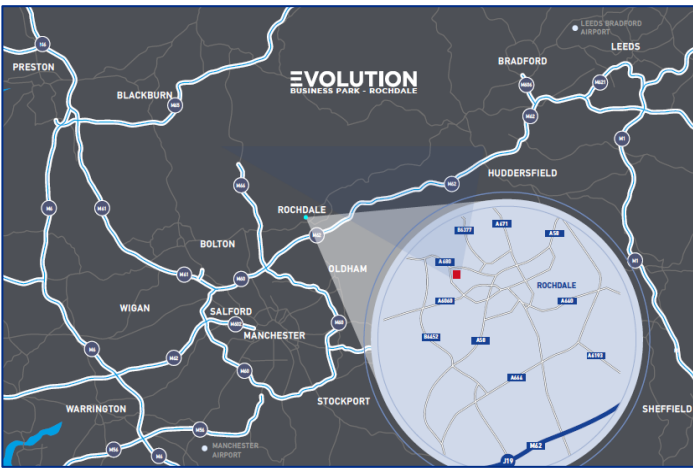 LEEDS BRADFORD
AIRPORT
LEEDS
PRESTON
BRADFORD
EVOLUTION
BUSINESS PARK - ROCHDALE
M606
M621
BLACKBURN
M65
M62
M1
HUDDERSFIELD
M66
M62
M6
M61
ROCHDALE
M62
BOLTON
OLDHAM
B6377
A671
A58
A680
ROCHDALE
M1
M61
M60
A6060
A640
WIGAN
SALFORD
M602
MANCHESTER
M60
B6452
A58
M6
M62
M60
A664
A6193
STOCKPORT
WARRINGTON
SHEFFIELD
M56
MANCHESTER
AIRPORT
M56
M6
M62
J19